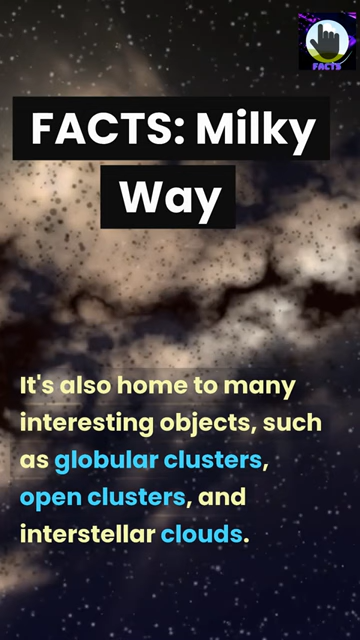 FACTS
FACTS: Milky
Way
It's also home to many
interesting objects, such
as globular clusters,
open clusters, and
interstellar clouds.